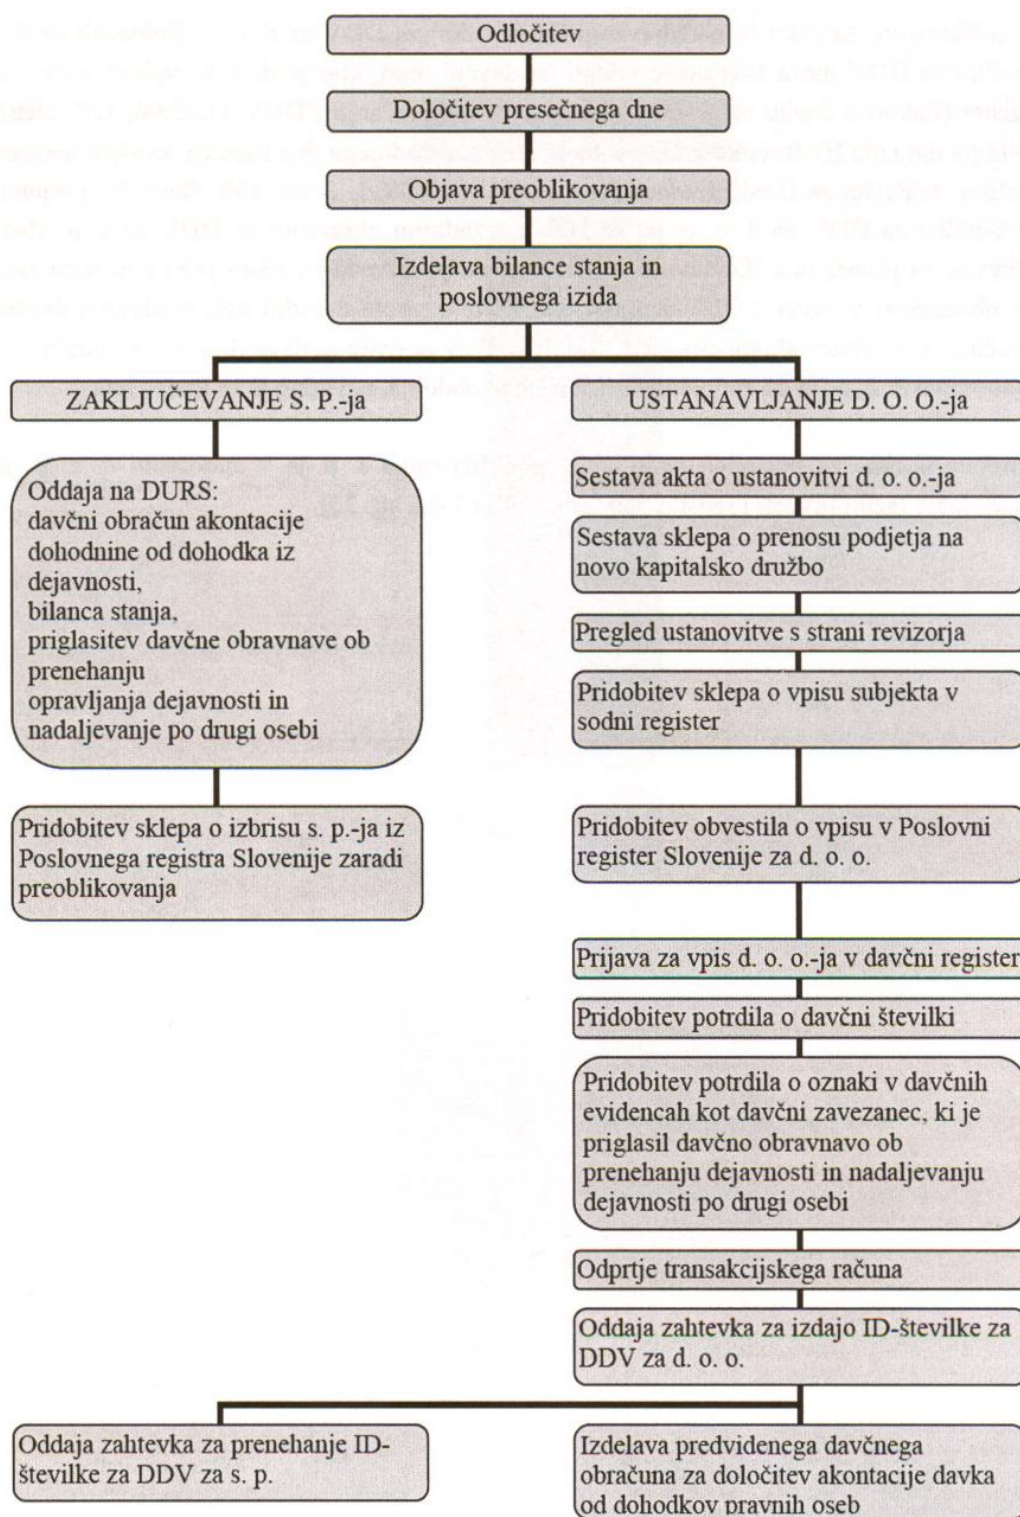 Odločitev
Določitev presečnega dne
Objava preoblikovanja
Izdelava bilance stanja in
poslovnega izida
ZAKLJUČEVANJE S. P.-ja
Oddaja na DURS:
davčni obračun akontacije
dohodnine od dohodka iz
dejavnosti,
bilanca stanja,
priglasitev davčne obravnave ob
prenehanju
opravljanja dejavnosti in
nadaljevanje po drugi osebi
Pridobitev sklepa o izbrisu s. p.-ja iz
Poslovnega registra Slovenije zaradi
preoblikovanja
USTANAVLJANJE D. O. O.-ja
Sestava akta o ustanovitvi d. o. o.-ja
Sestava sklepa o prenosu podjetja na
novo kapitalsko družbo
Pregled ustanovitve s strani revizorja
Pridobitev sklepa o vpisu subjekta v
sodni register
Pridobitev obvestila o vpisu v Poslovni
register Slovenije za d. o. o.
Prijava za vpis d. o. o.-ja v davčni register
Pridobitev potrdila o davčni številki
Pridobitev potrdila o oznaki v davčnih
evidencah kot davčni zavezanec, ki je
priglasil davčno obravnavo ob
prenehanju dejavnosti in nadaljevanju
dejavnosti po drugi osebi
Odprtje transakcijskega računa
Oddaja zahtevka za izdajo ID-številke za
DDV za d. o. o.
Oddaja zahtevka za prenehanje ID-
številke za DDV za s. p.
Izdelava predvidenega davčnega
obračuna za določitev akontacije davka
od dohodkov pravnih oseb